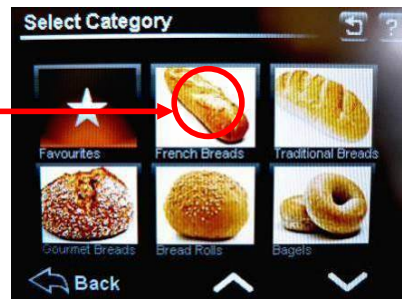 Select Category
?
Favourites French Breads Traditional Breads
Gourmet Breads Bread Rolls Bagels
Back